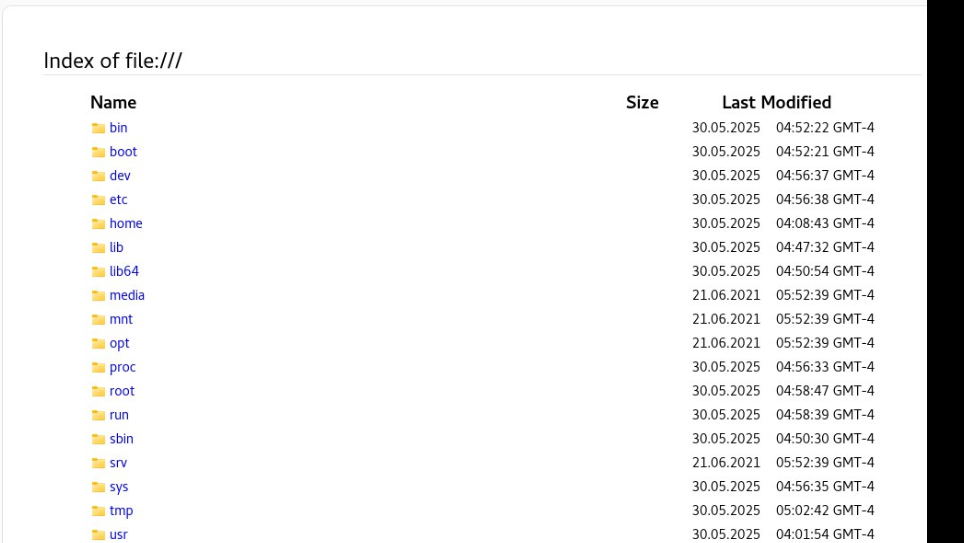 Index of file:///
Name Size Last Modified
bin 30.05.2025 04:52:22 GMT-4
boot 30.05.2025 04:52:21 GMT-4
dev 30.05.2025 04:56:37 GMT-4
etc 30.05.2025 04:56:38 GMT-4
home 30.05.2025 04:08:43 GMT-4
lib 30.05.2025 04:47:32 GMT-4
lib64 30.05.2025 04:50:54 GMT-4
media 21.06.2021 05:52:39 GMT-4
mnt 21.06.2021 05:52:39 GMT-4
opt 21.06.2021 05:52:39 GMT-4
proc 30.05.2025 04:56:33 GMT-4
root 30.05.2025 04:58:47 GMT-4
run 30.05.2025 04:58:39 GMT-4
sbin 30.05.2025 04:50:30 GMT-4
srv 21.06.2021 05:52:39 GMT-4
sys 30.05.2025 04:56:35 GMT-4
tmp 30.05.2025 05:02:42 GMT-4
usr 30.05.2025 04:01:54 GMT-4